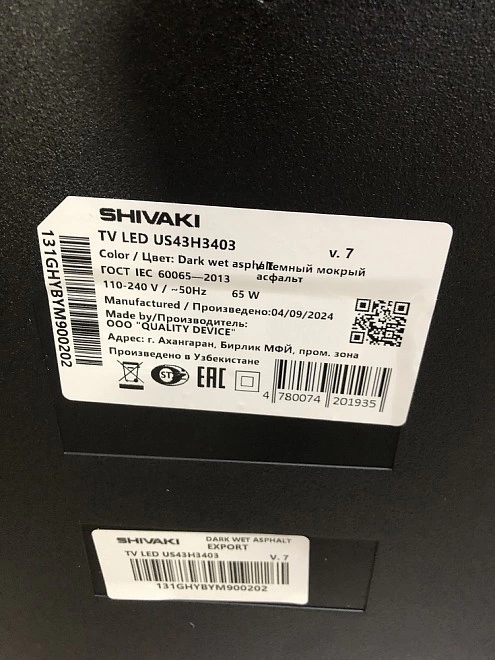 SHIVAKI
TV LED US43H3403
v. 7
Color / Цвет: Dark wet asphalt/Темный мокрый
асфальт
ГОСТ IEC 60065—2013
110-240 V / ~50Hz 65 W
Manufactured / Произведено:04/09/2024
Made by/Производитель:
ООО "QUALITY DEVICE"
Адрес: г. Ахангаран, Бирлик МФЙ, пром. зона
Произведено в Узбекистане
ST
EAC
4 780074 201935
131GHYBYM900202
SHIVAKI DARK WET ASPHALT
EXPORT
TV LED US43H3403 V. 7
131GHYBYM900202